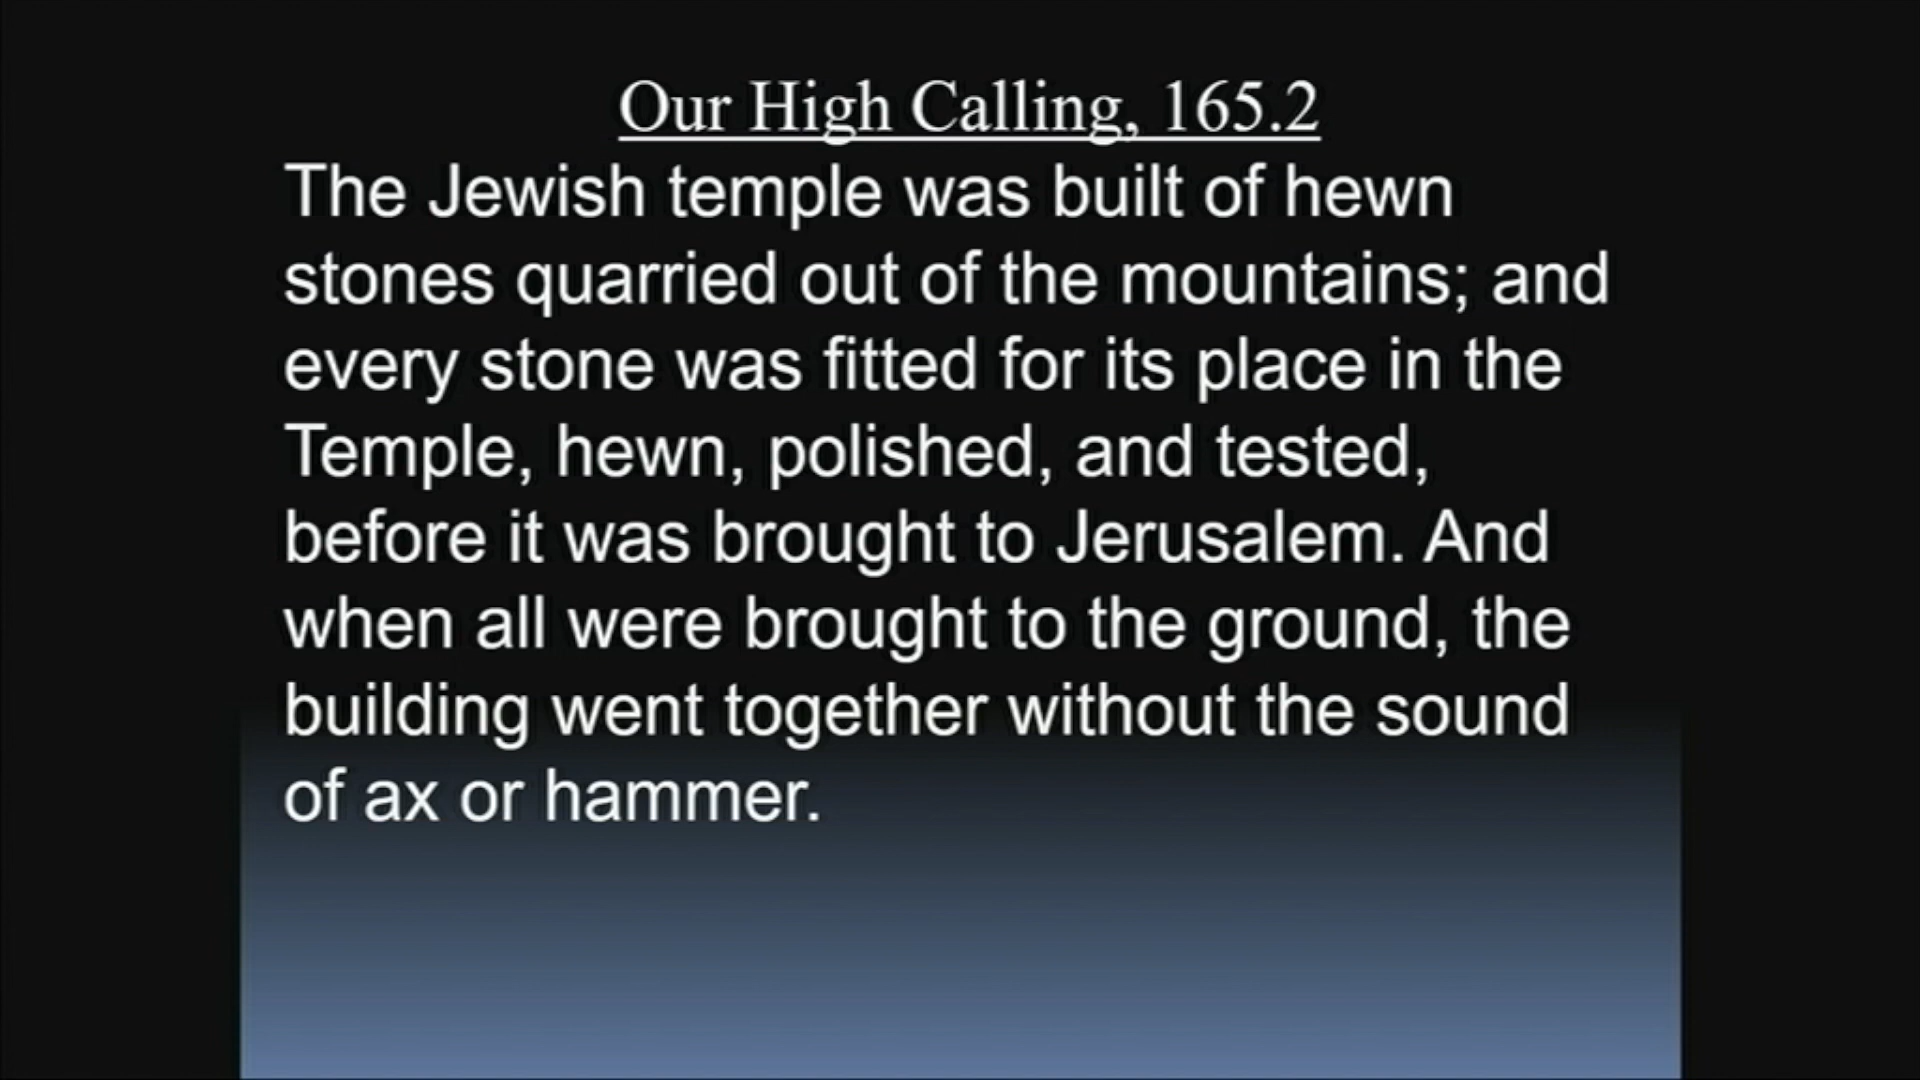 Our High Calling, 165.2
The Jewish temple was built of hewn
stones quarried out of the mountains; and
every stone was fitted for its place in the
Temple, hewn, polished, and tested,
before it was brought to Jerusalem. And
when all were brought to the ground, the
building went together without the sound
of ax or hammer.